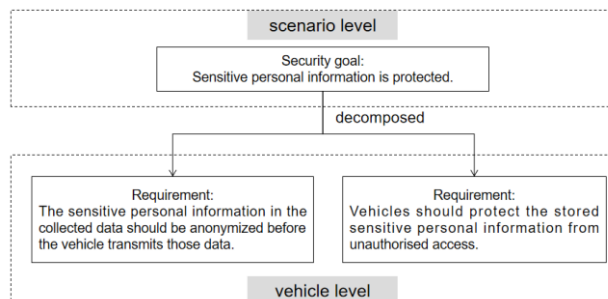 scenario level
Security goal:
Sensitive personal information is protected.
decomposed
Requirement:
The sensitive personal information in the
collected data should be anonymized before
the vehicle transmits those data.
Requirement:
Vehicles should protect the stored
sensitive personal information from
unauthorised access.
vehicle level